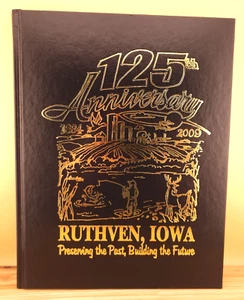 125th
Anniversary
1884 2009
RUTHVEN, IOWA
Preserving the Past, Building the Future